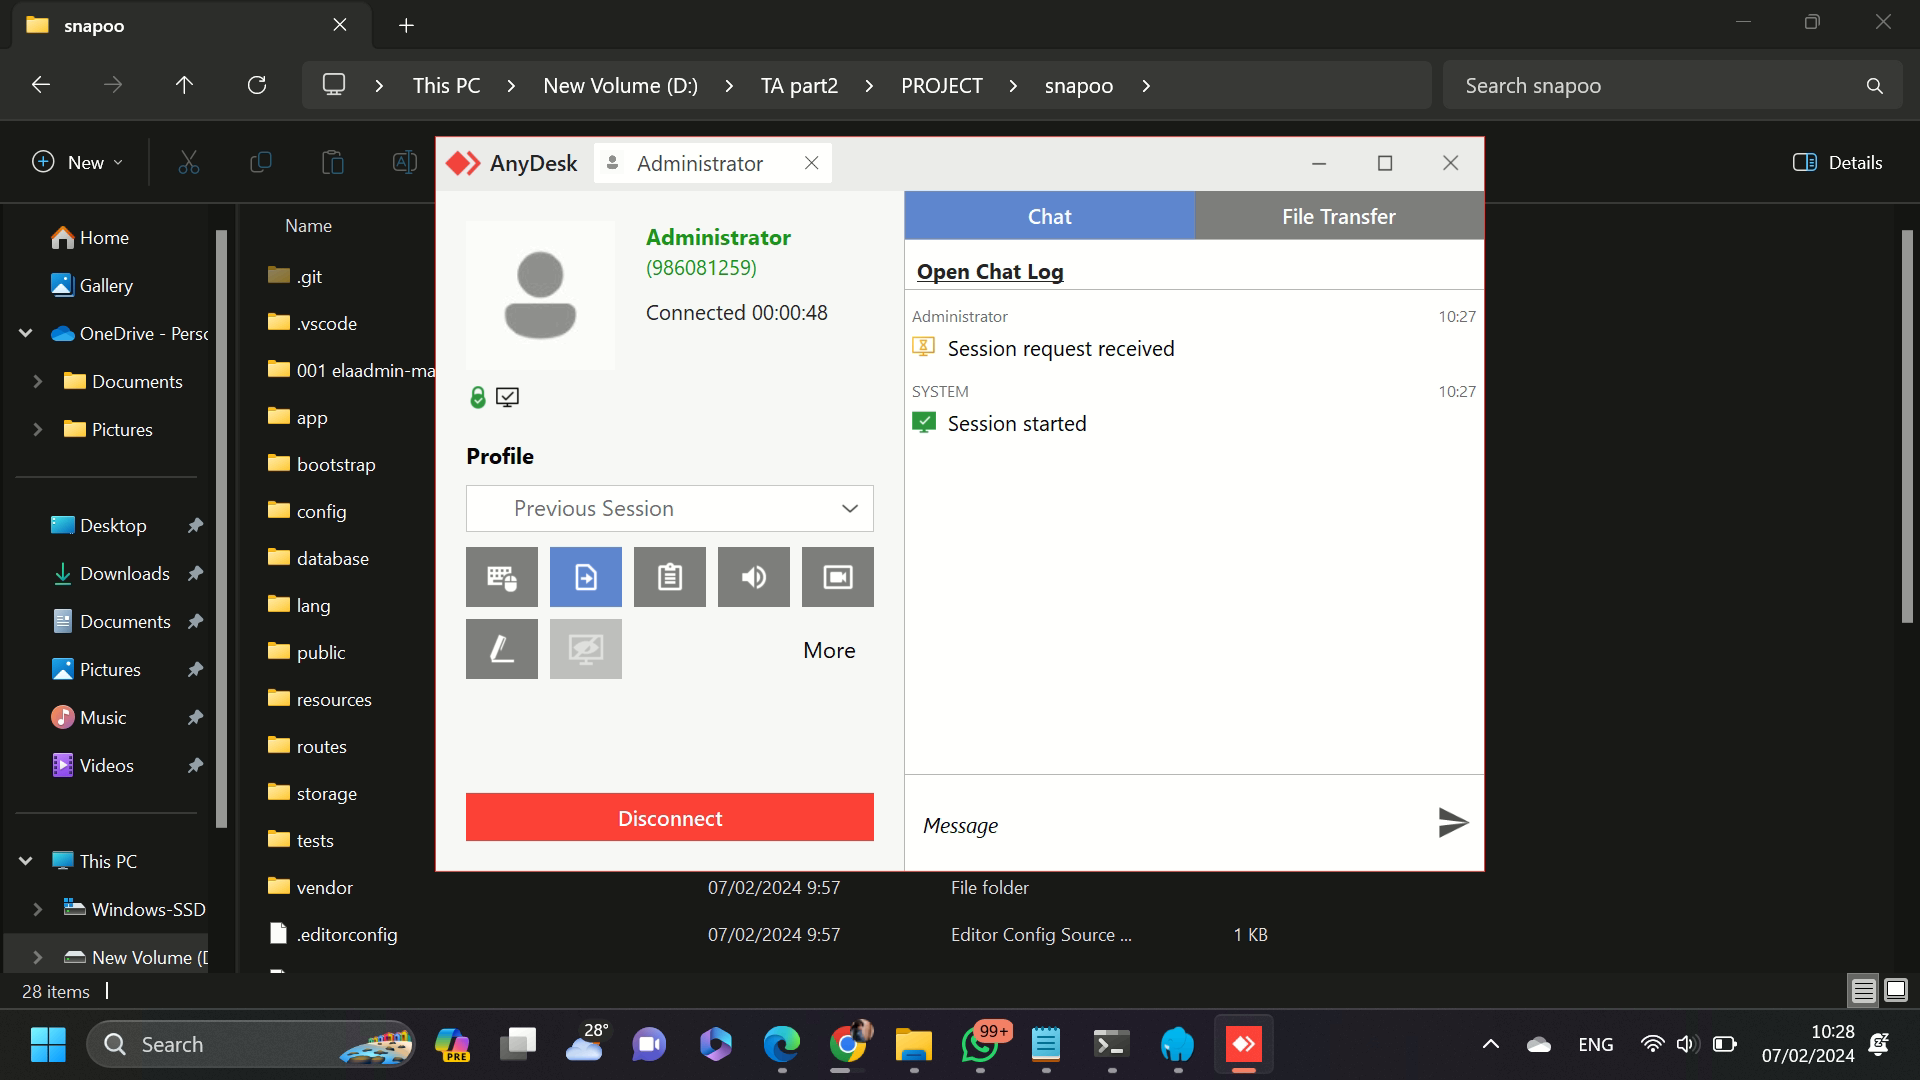 snapoo
This PC
New Volume (D:)
TA part2
PROJECT
snapoo
Search snapoo
New
Details
Home
Gallery
OneDrive - Perso
Documents
Pictures
Desktop
Downloads
Documents
Pictures
Music
Videos
This PC
Windows-SSD
New Volume (D
Name
.git
.vscode
001 elaadmin-ma
app
bootstrap
config
database
lang
public
resources
routes
storage
tests
vendor 07/02/2024 9:57 File folder
.editorconfig 07/02/2024 9:57 Editor Config Source ... 1 KB
28 items
AnyDesk
Administrator
Administrator
(986081259)
Connected 00:00:48
Profile
Previous Session
More
Disconnect
Chat
File Transfer
Open Chat Log
Administrator 10:27
Session request received
SYSTEM 10:27
Session started
Message
Search
PRE
28°
99+
ENG
10:28
07/02/2024